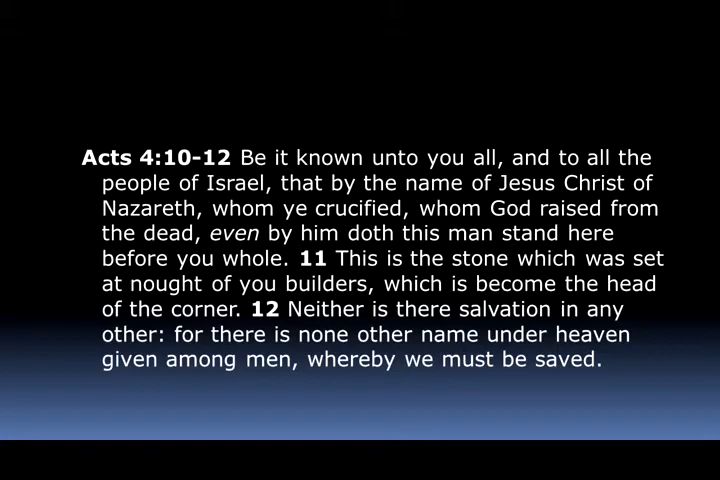 Acts 4:10-12 Be it known unto you all, and to all the
people of Israel, that by the name of Jesus Christ of
Nazareth, whom ye crucified, whom God raised from
the dead, even by him doth this man stand here
before you whole. 11 This is the stone which was set
at nought of you builders, which is become the head
of the corner. 12 Neither is there salvation in any
other: for there is none other name under heaven
given among men, whereby we must be saved.